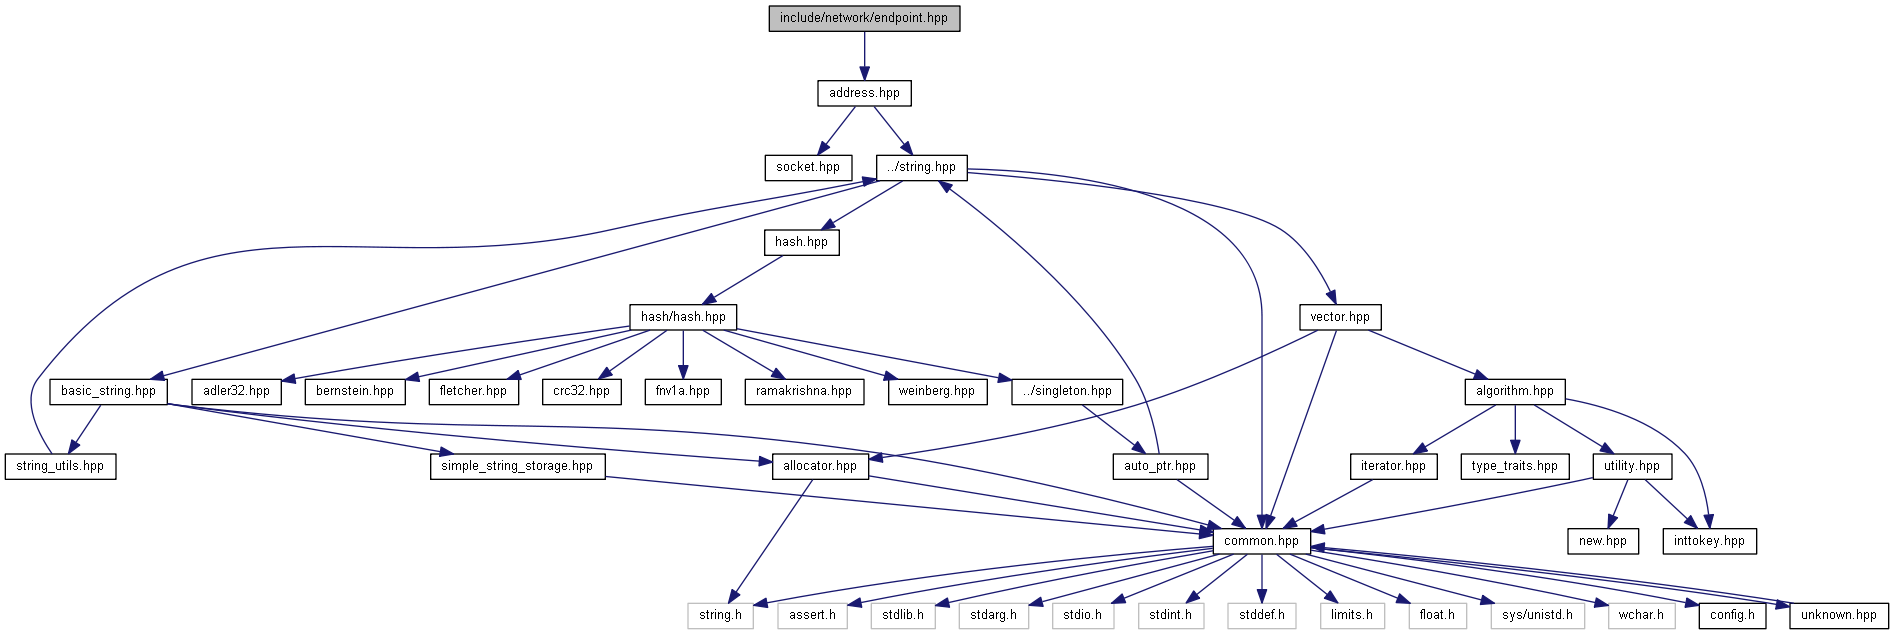 include/network/endpoint.hpp
address.hpp
socket.hpp
../string.hpp
hash.hpp
hash/hash.hpp
vector.hpp
basic_string.hpp
adler32.hpp
bernstein.hpp
fletcher.hpp
crc32.hpp
fnv1a.hpp
ramakrishna.hpp
weinberg.hpp
../singleton.hpp
algorithm.hpp
string_utils.hpp
simple_string_storage.hpp
allocator.hpp
auto_ptr.hpp
iterator.hpp
type_traits.hpp
utility.hpp
common.hpp
new.hpp
inttokey.hpp
string.h
assert.h
stdlib.h
stdarg.h
stdio.h
stdint.h
stddef.h
limits.h
float.h
sys/unistd.h
wchar.h
config.h
unknown.hpp